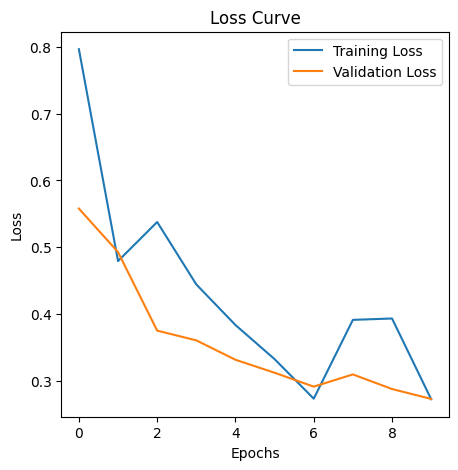 Loss Curve
Training Loss
Validation Loss
0.8
0.7
0.6
0.5
0.4
0.3
Loss
0 2 4 6 8
Epochs